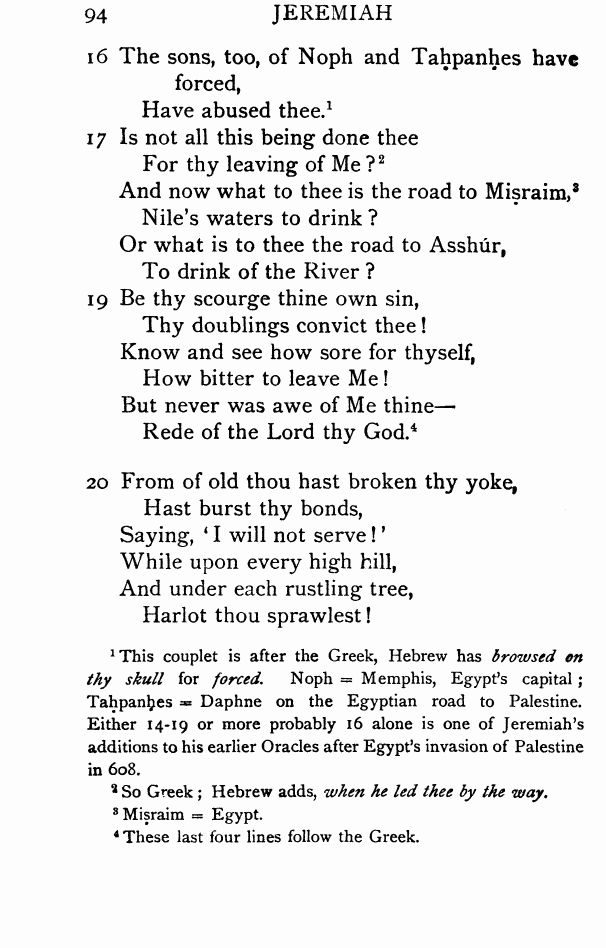 94 JEREMIAH
16 The sons, too, of Noph and Taḥpanḥes have
forced,
Have abused thee.¹
17 Is not all this being done thee
For thy leaving of Me ?²
And now what to thee is the road to Miṣraim,³
Nile's waters to drink ?
Or what is to thee the road to Asshúr,
To drink of the River ?
19 Be thy scourge thine own sin,
Thy doublings convict thee !
Know and see how sore for thyself,
How bitter to leave Me !
But never was awe of Me thine—
Rede of the Lord thy God.⁴
20 From of old thou hast broken thy yoke,
Hast burst thy bonds,
Saying, ‘ I will not serve ! ’
While upon every high hill,
And under each rustling tree,
Harlot thou sprawlest !
¹ This couplet is after the Greek, Hebrew has browsed on
thy skull for forced. Noph = Memphis, Egypt's capital ;
Taḥpanḥes = Daphne on the Egyptian road to Palestine.
Either 14-19 or more probably 16 alone is one of Jeremiah's
additions to his earlier Oracles after Egypt's invasion of Palestine
in 608.
² So Greek ; Hebrew adds, when he led thee by the way.
³ Miṣraim = Egypt.
⁴ These last four lines follow the Greek.